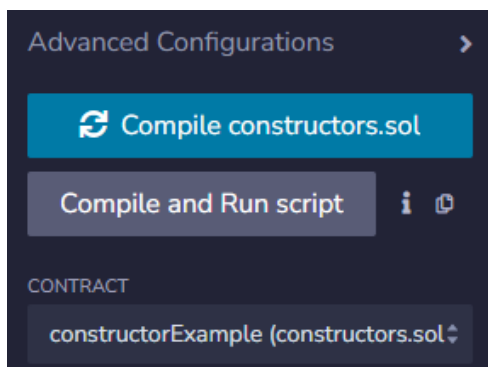 Advanced Configurations
Compile constructors.sol
Compile and Run script
CONTRACT
constructorExample (constructors.sol